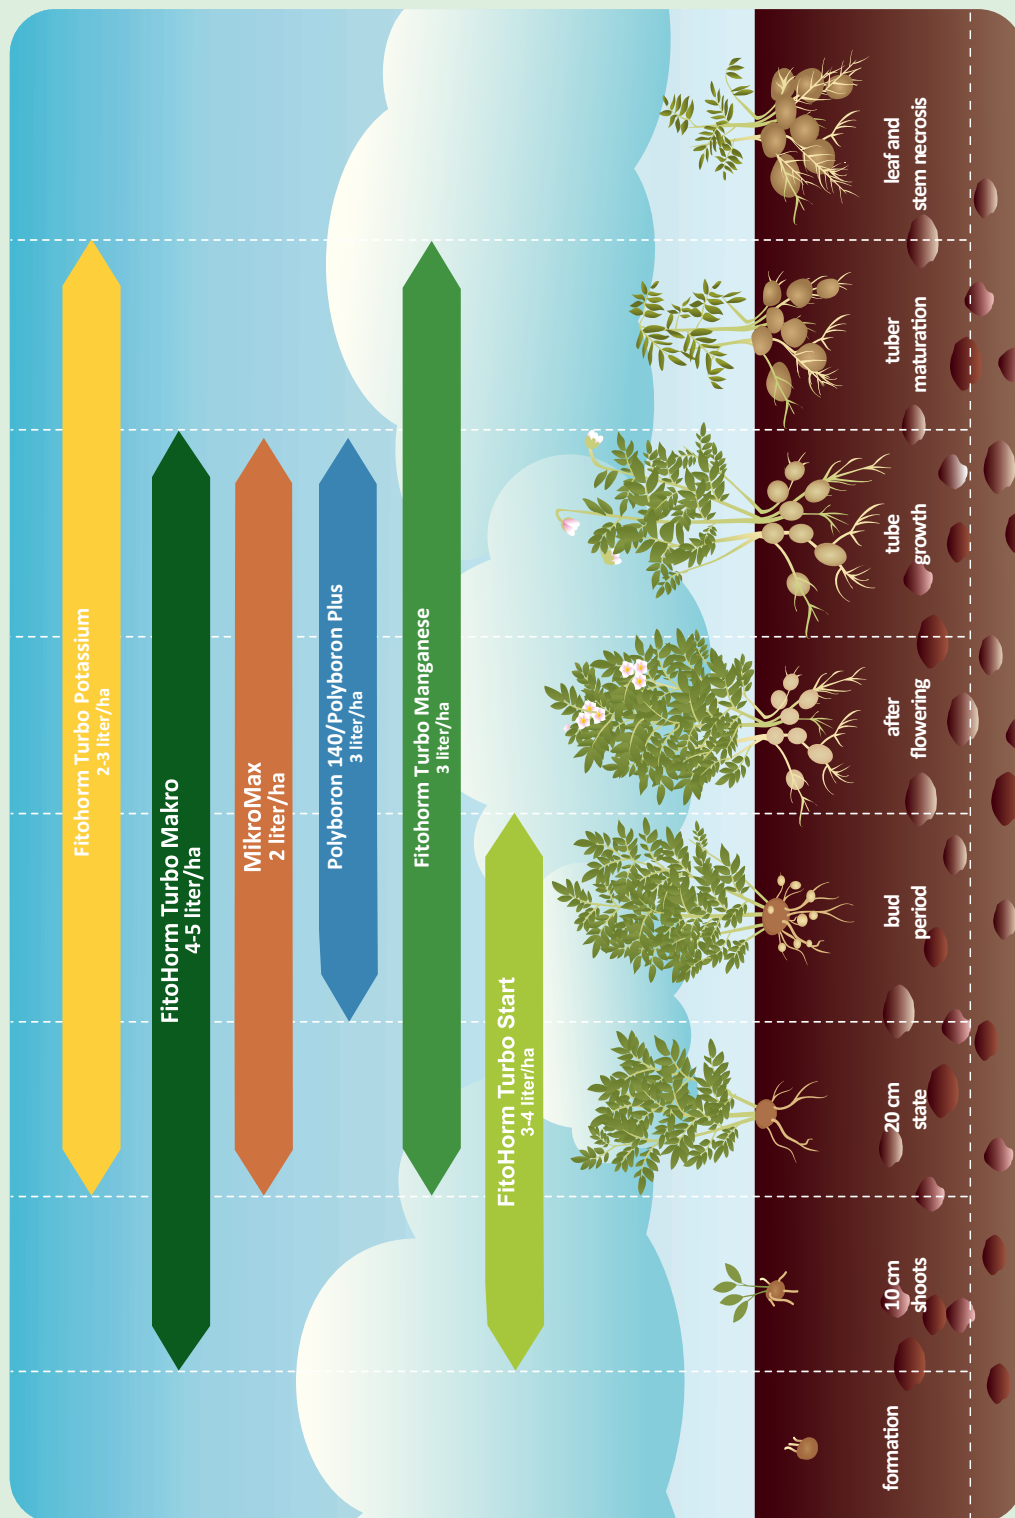 Fitohorm Turbo Potassium
2-3 liter/ha
FitoHorm Turbo Makro
4-5 liter/ha
MikroMax
2 liter/ha
Polyboron 140/Polyboron Plus
3 liter/ha
Fitohorm Turbo Manganese
3 liter/ha
FitoHorm Turbo Start
3-4 liter/ha
formation
10 cm
shoots
20 cm
state
bud
period
after
flowering
tube
growth
tuber
maturation
leaf and
stem necrosis